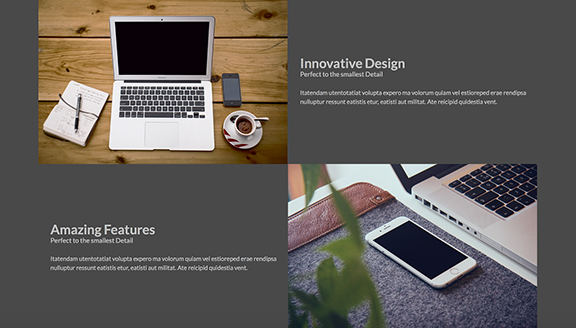 Innovative Design
Perfect to the smallest Detail
Itatendam utentotatiat volupta expero ma volorum quiam vel estioreped erae rendipsa
nulluptur ressunt eatistis etur, eatisti aut militat. Ate reicipid quidestia vent.
Amazing Features
Perfect to the smallest Detail
Itatendam utentotatiat volupta expero ma volorum quiam vel estioreped erae rendipsa
nulluptur ressunt eatistis etur, eatisti aut militat. Ate reicipid quidestia vent.